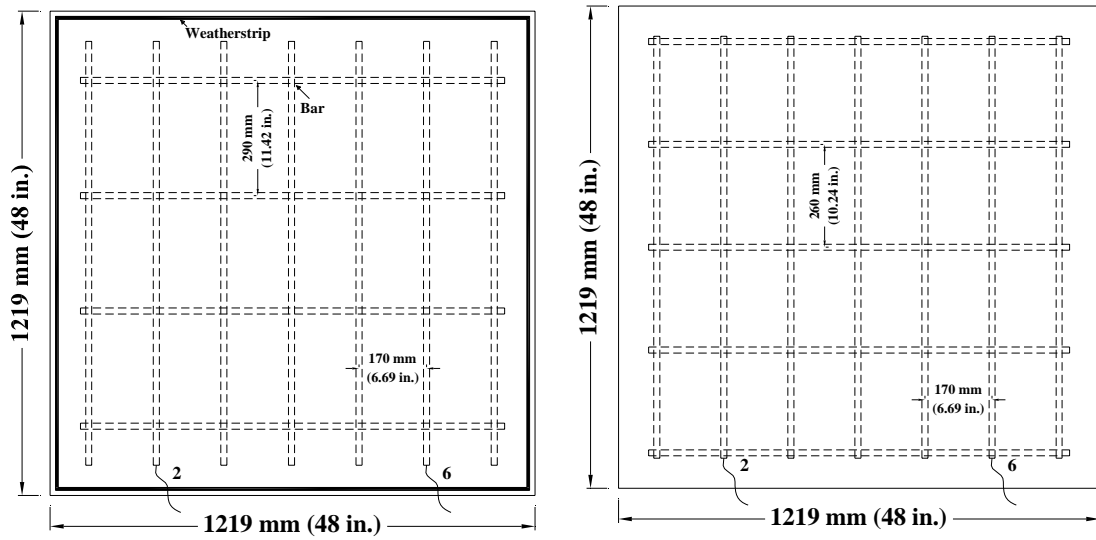 Weatherstrip
Bar
290 mm
(11.42 in.)
1219 mm (48 in.)
170 mm
(6.69 in.)
2
6
1219 mm (48 in.)
260 mm
(10.24 in.)
1219 mm (48 in.)
170 mm
(6.69 in.)
2
6
1219 mm (48 in.)